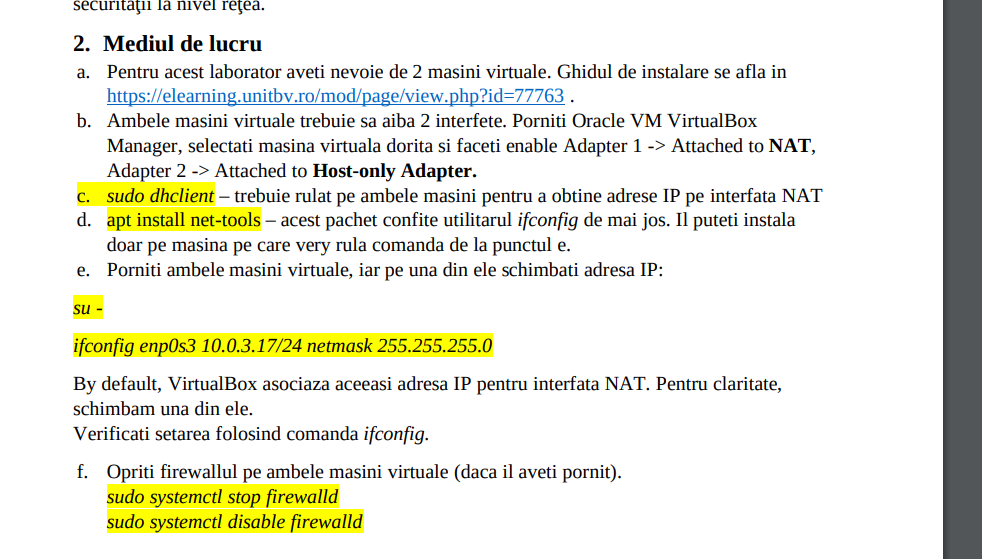 securităţii la nivel reţea.
2. Mediul de lucru
a. Pentru acest laborator aveti nevoie de 2 masini virtuale. Ghidul de instalare se afla in
https://elearning.unitbv.ro/mod/page/view.php?id=77763 .
b. Ambele masini virtuale trebuie sa aiba 2 interfete. Porniti Oracle VM VirtualBox
Manager, selectati masina virtuala dorita si faceti enable Adapter 1 -> Attached to NAT,
Adapter 2 -> Attached to Host-only Adapter.
c. sudo dhclient – trebuie rulat pe ambele masini pentru a obtine adrese IP pe interfata NAT
d. apt install net-tools – acest pachet confite utilitarul ifconfig de mai jos. Il puteti instala
doar pe masina pe care very rula comanda de la punctul e.
e. Porniti ambele masini virtuale, iar pe una din ele schimbati adresa IP:
su -
ifconfig enp0s3 10.0.3.17/24 netmask 255.255.255.0
By default, VirtualBox asociaza aceeasi adresa IP pentru interfata NAT. Pentru claritate,
schimbam una din ele.
Verificati setarea folosind comanda ifconfig.
f. Opriti firewallul pe ambele masini virtuale (daca il aveti pornit).
sudo systemctl stop firewalld
sudo systemctl disable firewalld